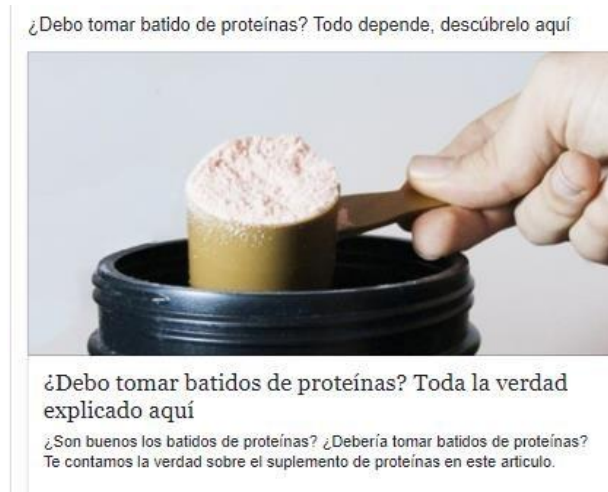 ¿Debo tomar batido de proteínas? Todo depende, descúbrelo aquí
¿Debo tomar batidos de proteínas? Toda la verdad
explicado aquí
¿Son buenos los batidos de proteínas? ¿Debería tomar batidos de proteínas?
Te contamos la verdad sobre el suplemento de proteínas en este articulo.